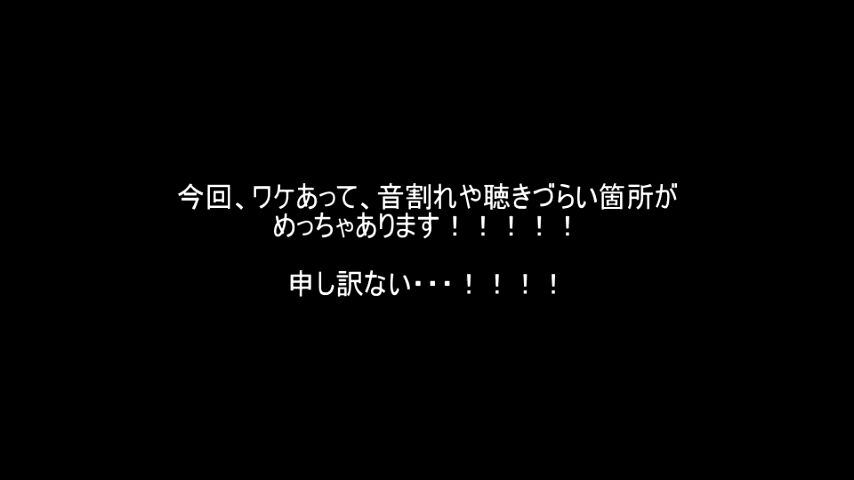 今回、ワケあって、音割れや聴きづらい箇所が
めっちゃあります！！！！！
申し訳ない・・・！！！！